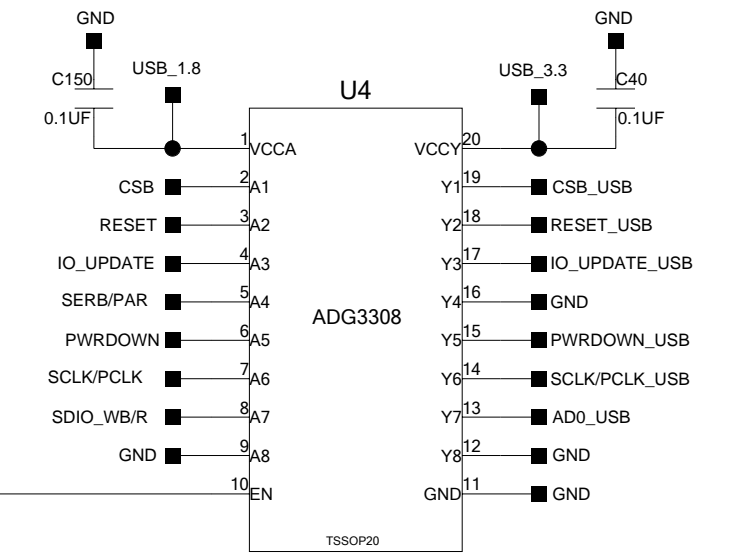 GND GND
C150 USB_1.8 USB_3.3 C40
0.1UF U4 0.1UF
1 VCCA VCCY 20
CSB 2 A1 Y1 19 CSB_USB
RESET 3 A2 Y2 18 RESET_USB
IO_UPDATE 4 A3 Y3 17 IO_UPDATE_USB
SERB/PAR 5 A4 Y4 16 GND
ADG3308
PWRDOWN 6 A5 Y5 15 PWRDOWN_USB
SCLK/PCLK 7 A6 Y6 14 SCLK/PCLK_USB
SDIO_WB/R 8 A7 Y7 13 AD0_USB
GND 9 A8 Y8 12 GND
10 EN GND 11 GND
TSSOP20